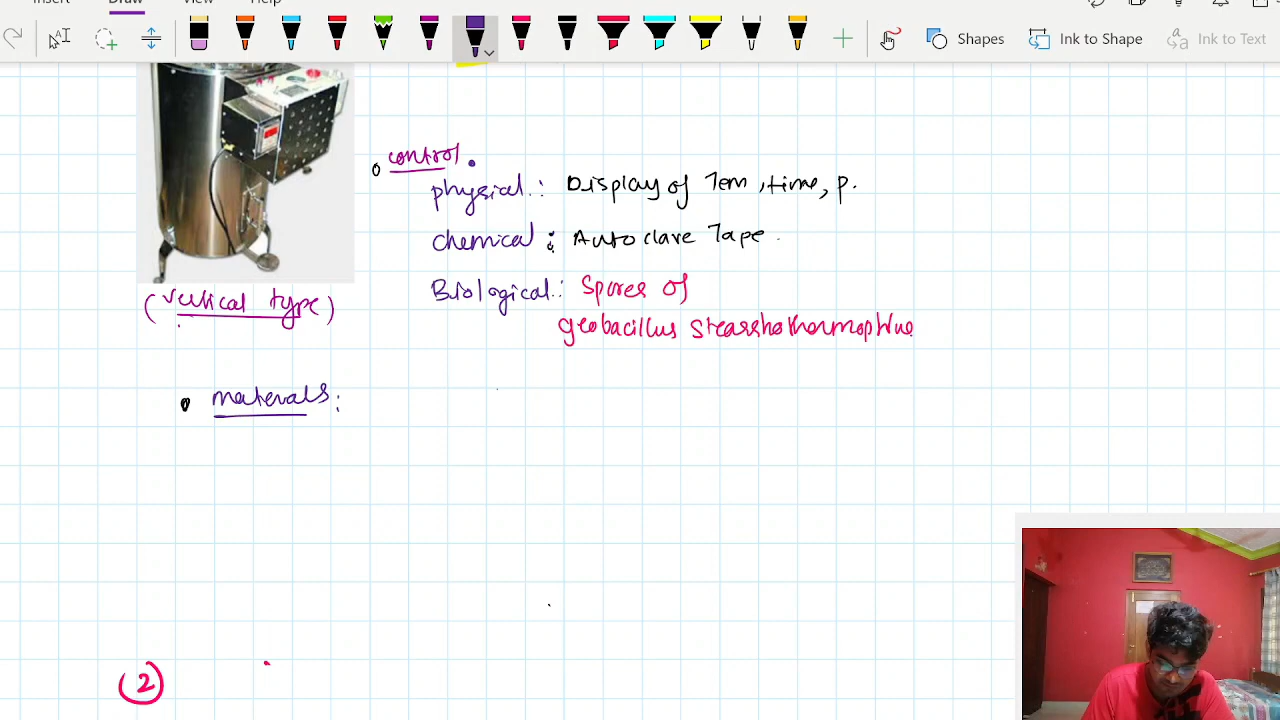 Insert Draw View Help
Shapes Ink to Shape Ink to Text
control.
physical : Display of Tem, time, p.
chemical : Autoclave Tape.
Biological : Spores of
geobacillus
(vertical type)
materials:
2